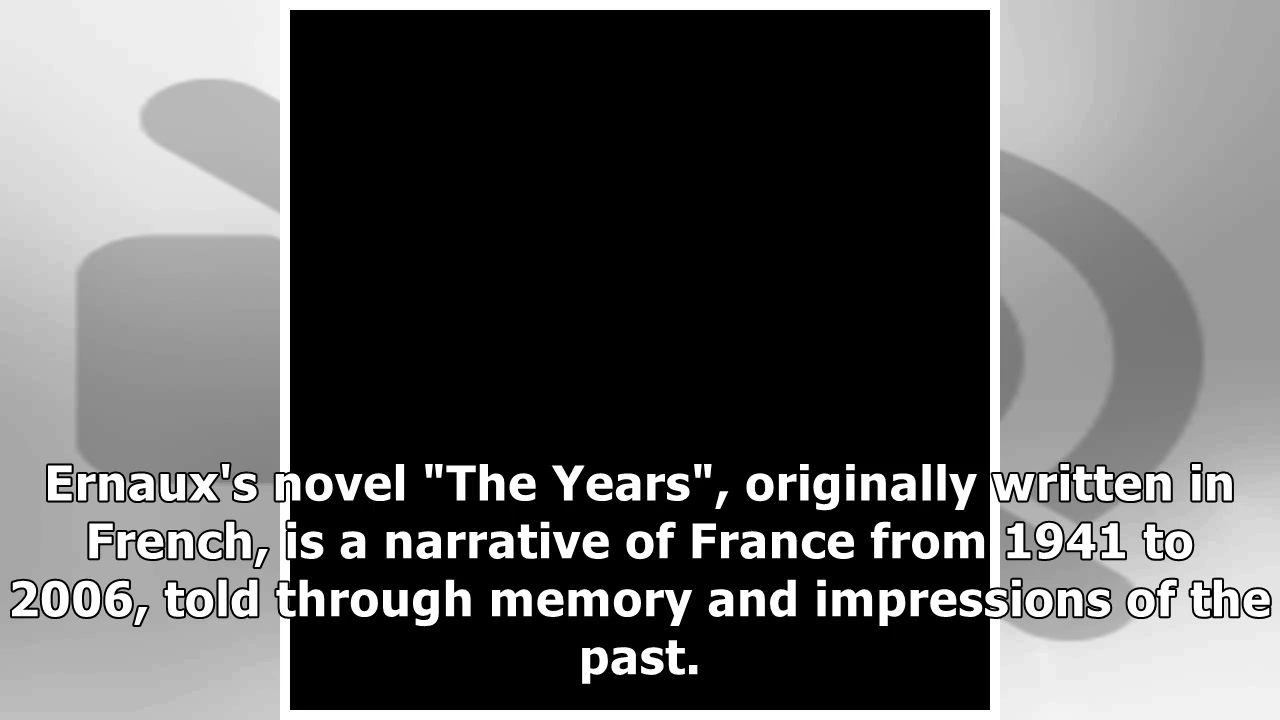 Ernaux's novel "The Years", originally written in
French, is a narrative of France from 1941 to
2006, told through memory and impressions of the
past.